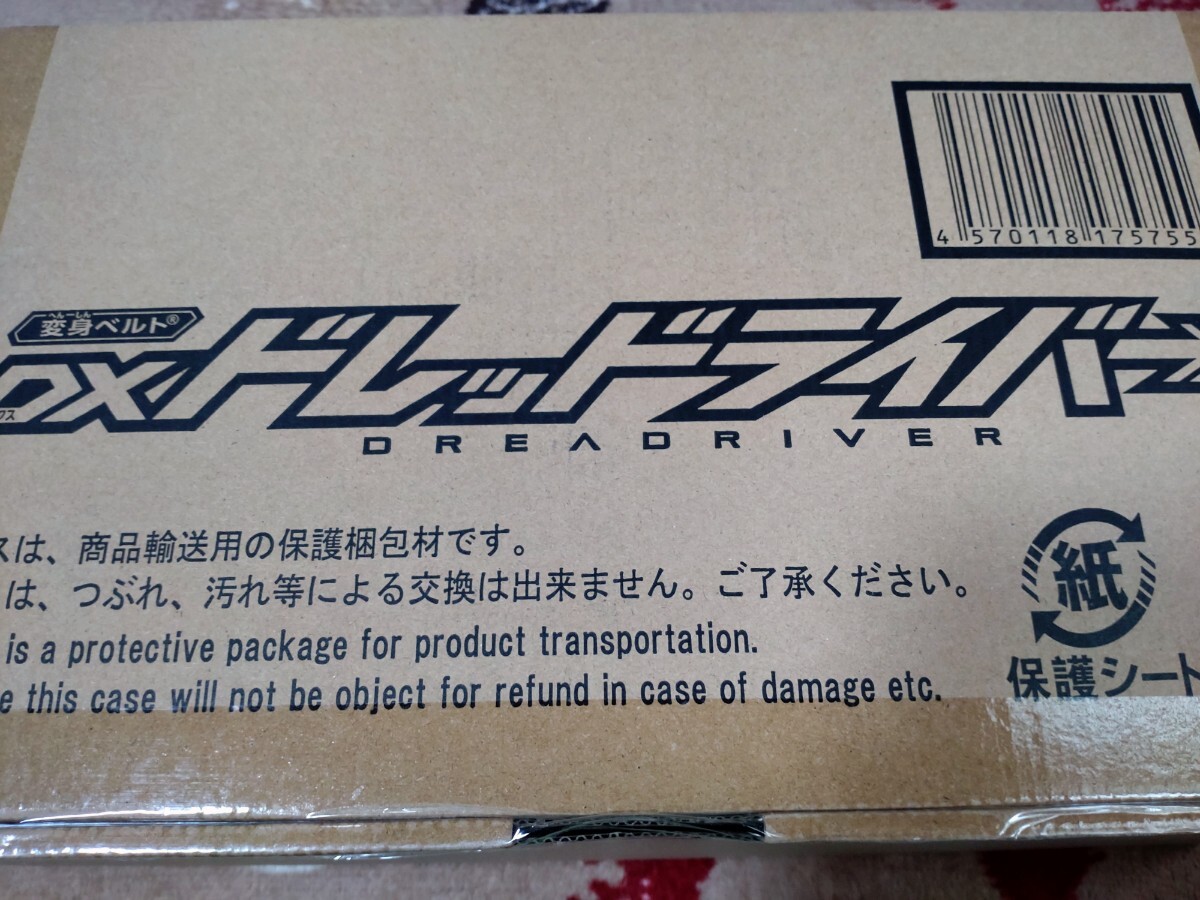 4 570118 175755
へんーしん
変身ベルト®
DXドレッドライバー
クス
DREADRIVER
スは、商品輸送用の保護梱包材です。
は、つぶれ、汚れ等による交換は出来ません。ご了承ください。
is a protective package for product transportation.
e this case will not be object for refund in case of damage etc.
紙
保護シート